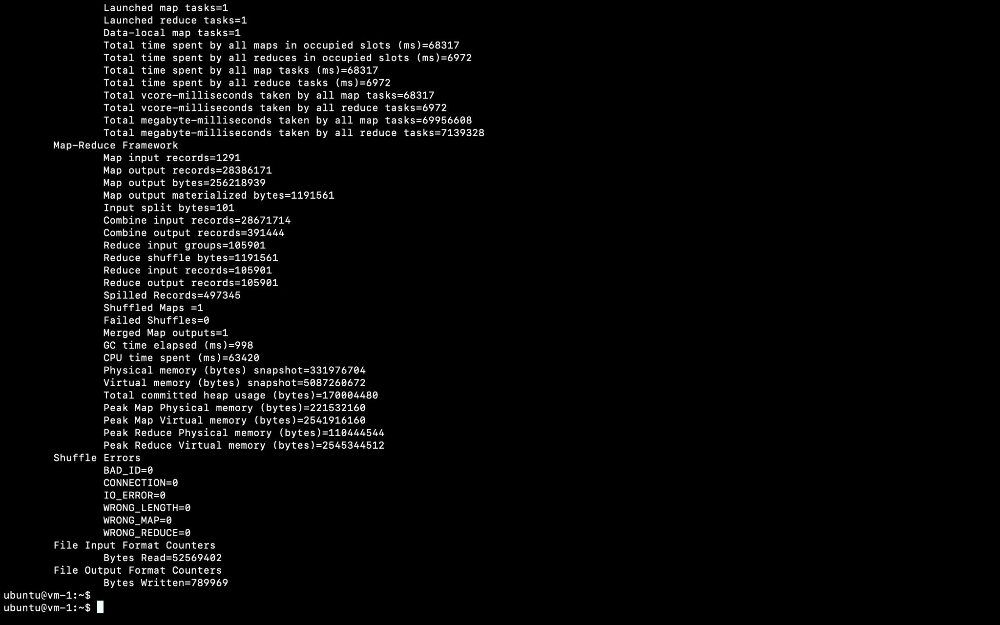 Launched map tasks=1
Launched reduce tasks=1
Data-local map tasks=1
Total time spent by all maps in occupied slots (ms)=68317
Total time spent by all reduces in occupied slots (ms)=6972
Total time spent by all map tasks (ms)=68317
Total time spent by all reduce tasks (ms)=6972
Total vcore-milliseconds taken by all map tasks=68317
Total vcore-milliseconds taken by all reduce tasks=6972
Total megabyte-milliseconds taken by all map tasks=69956608
Total megabyte-milliseconds taken by all reduce tasks=7139328
Map-Reduce Framework
Map input records=1291
Map output records=28386171
Map output bytes=256218939
Map output materialized bytes=1191561
Input split bytes=101
Combine input records=28671714
Combine output records=391444
Reduce input groups=105901
Reduce shuffle bytes=1191561
Reduce input records=105901
Reduce output records=105901
Spilled Records=497345
Shuffled Maps =1
Failed Shuffles=0
Merged Map outputs=1
GC time elapsed (ms)=998
CPU time spent (ms)=63420
Physical memory (bytes) snapshot=331976704
Virtual memory (bytes) snapshot=5087260672
Total committed heap usage (bytes)=170004480
Peak Map Physical memory (bytes)=221532160
Peak Map Virtual memory (bytes)=2541916160
Peak Reduce Physical memory (bytes)=110444544
Peak Reduce Virtual memory (bytes)=2545344512
Shuffle Errors
BAD_ID=0
CONNECTION=0
IO_ERROR=0
WRONG_LENGTH=0
WRONG_MAP=0
WRONG_REDUCE=0
File Input Format Counters
Bytes Read=52569402
File Output Format Counters
Bytes Written=789969
ubuntu@vm-1:~$
ubuntu@vm-1:~$